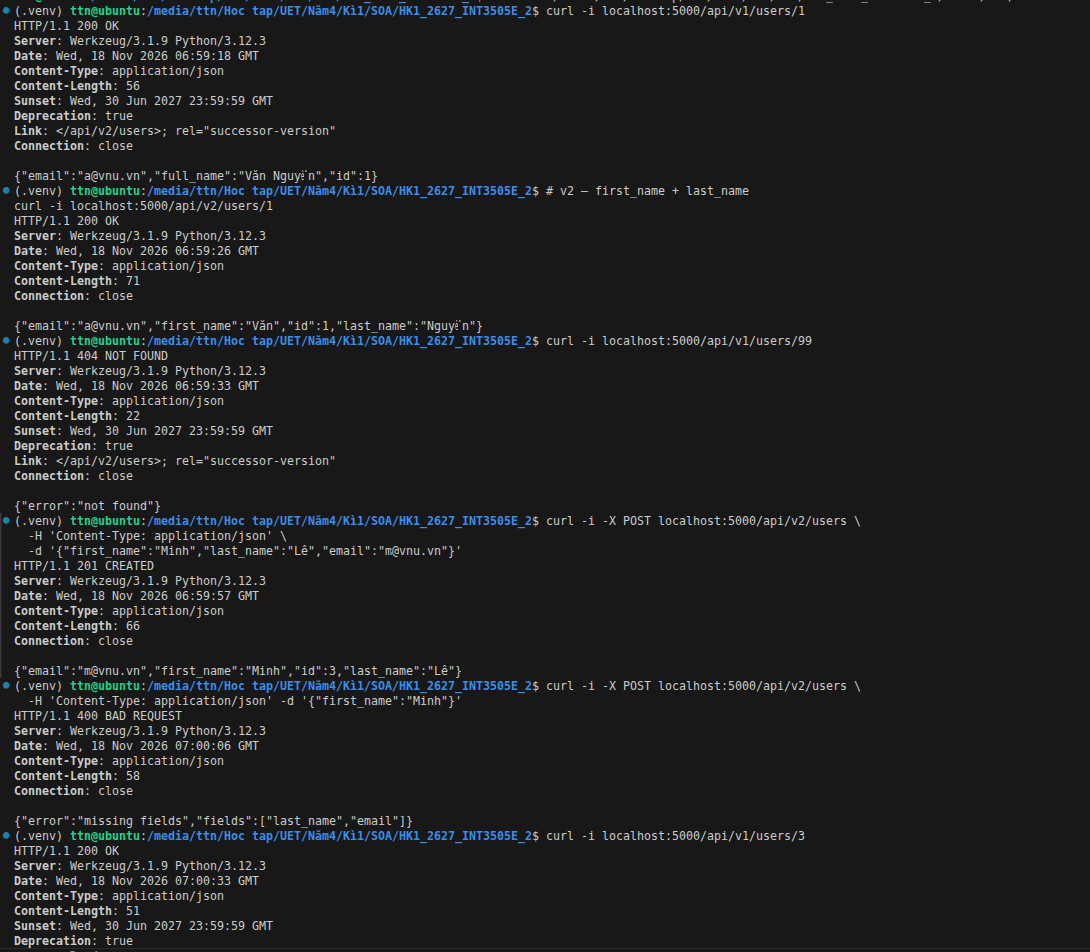 (.venv) ttn@ubuntu:/media/ttn/Hoc tap/UET/Năm4/Kì1/SOA/HK1_2627_INT3505E_2$ curl -i localhost:5000/api/v1/users/1
HTTP/1.1 200 OK
Server: Werkzeug/3.1.9 Python/3.12.3
Date: Wed, 18 Nov 2026 06:59:18 GMT
Content-Type: application/json
Content-Length: 56
Sunset: Wed, 30 Jun 2027 23:59:59 GMT
Deprecation: true
Link: </api/v2/users>; rel="successor-version"
Connection: close
{"email":"a@vnu.vn","full_name":"Văn Nguyễn","id":1}
(.venv) ttn@ubuntu:/media/ttn/Hoc tap/UET/Năm4/Kì1/SOA/HK1_2627_INT3505E_2$ # v2 — first_name + last_name
curl -i localhost:5000/api/v2/users/1
HTTP/1.1 200 OK
Server: Werkzeug/3.1.9 Python/3.12.3
Date: Wed, 18 Nov 2026 06:59:26 GMT
Content-Type: application/json
Content-Length: 71
Connection: close
{"email":"a@vnu.vn","first_name":"Văn","id":1,"last_name":"Nguyễn"}
(.venv) ttn@ubuntu:/media/ttn/Hoc tap/UET/Năm4/Kì1/SOA/HK1_2627_INT3505E_2$ curl -i localhost:5000/api/v1/users/99
HTTP/1.1 404 NOT FOUND
Server: Werkzeug/3.1.9 Python/3.12.3
Date: Wed, 18 Nov 2026 06:59:33 GMT
Content-Type: application/json
Content-Length: 22
Sunset: Wed, 30 Jun 2027 23:59:59 GMT
Deprecation: true
Link: </api/v2/users>; rel="successor-version"
Connection: close
{"error":"not found"}
(.venv) ttn@ubuntu:/media/ttn/Hoc tap/UET/Năm4/Kì1/SOA/HK1_2627_INT3505E_2$ curl -i -X POST localhost:5000/api/v2/users \
-H 'Content-Type: application/json' \
-d '{"first_name":"Minh","last_name":"Lê","email":"m@vnu.vn"}'
HTTP/1.1 201 CREATED
Server: Werkzeug/3.1.9 Python/3.12.3
Date: Wed, 18 Nov 2026 06:59:57 GMT
Content-Type: application/json
Content-Length: 66
Connection: close
{"email":"m@vnu.vn","first_name":"Minh","id":3,"last_name":"Lê"}
(.venv) ttn@ubuntu:/media/ttn/Hoc tap/UET/Năm4/Kì1/SOA/HK1_2627_INT3505E_2$ curl -i -X POST localhost:5000/api/v2/users \
-H 'Content-Type: application/json' -d '{"first_name":"Minh"}'
HTTP/1.1 400 BAD REQUEST
Server: Werkzeug/3.1.9 Python/3.12.3
Date: Wed, 18 Nov 2026 07:00:06 GMT
Content-Type: application/json
Content-Length: 58
Connection: close
{"error":"missing fields","fields":["last_name","email"]}
(.venv) ttn@ubuntu:/media/ttn/Hoc tap/UET/Năm4/Kì1/SOA/HK1_2627_INT3505E_2$ curl -i localhost:5000/api/v1/users/3
HTTP/1.1 200 OK
Server: Werkzeug/3.1.9 Python/3.12.3
Date: Wed, 18 Nov 2026 07:00:33 GMT
Content-Type: application/json
Content-Length: 51
Sunset: Wed, 30 Jun 2027 23:59:59 GMT
Deprecation: true